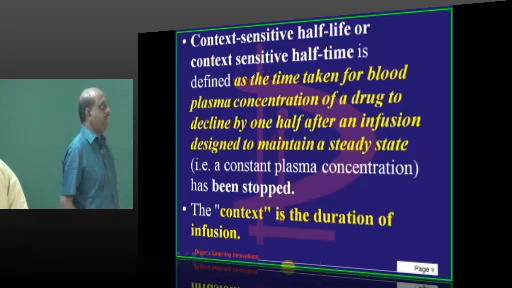 • Context-sensitive half-life or
context sensitive half-time is
defined as the time taken for blood
plasma concentration of a drug to
decline by one half after an infusion
designed to maintain a steady state
(i.e. a constant plasma concentration)
has been stopped.
• The "context" is the duration of
infusion.
Learning Innovations
Page 9